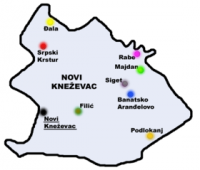 Đala
Srpski
Krstur
Rabe
Majdan
NOVI
KNEŽEVAC
Siget
Banatsko
Aranđelovo
Filić
Novi
Kneževac
Podlokanj